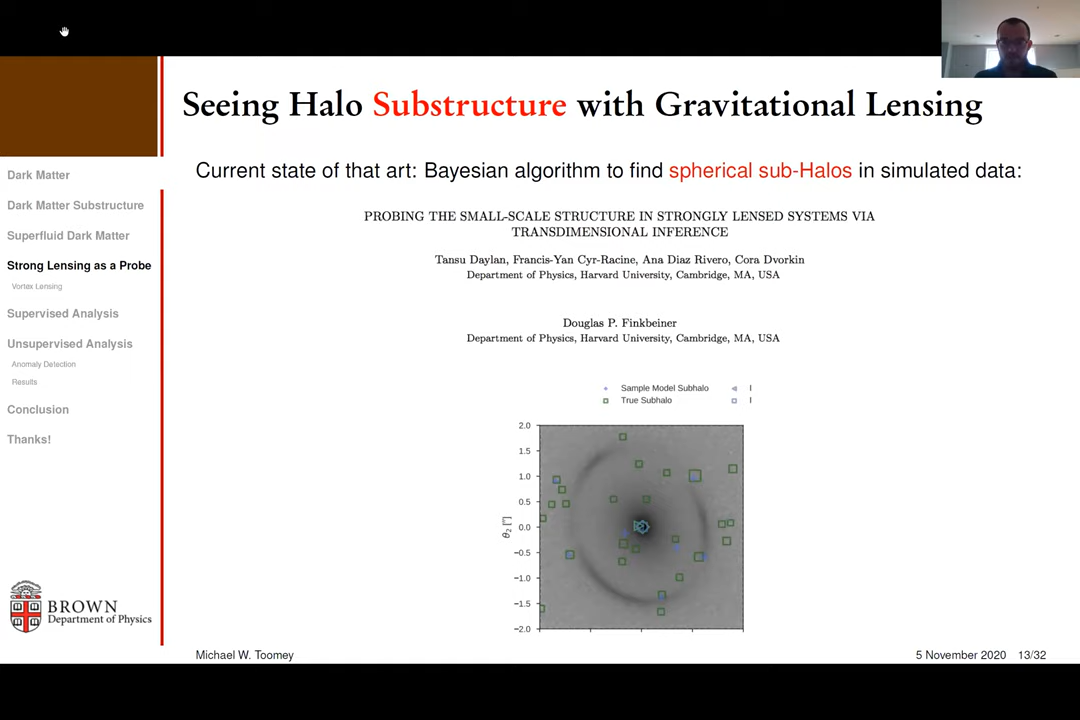 Seeing Halo Substructure with Gravitational Lensing
Current state of that art: Bayesian algorithm to find spherical sub-Halos in simulated data:
Dark Matter
Dark Matter Substructure
Superfluid Dark Matter
Strong Lensing as a Probe
Vortex Lensing
Supervised Analysis
Unsupervised Analysis
Anomaly Detection
Results
Conclusion
Thanks!
PROBING THE SMALL-SCALE STRUCTURE IN STRONGLY LENSED SYSTEMS VIA
TRANSDIMENSIONAL INFERENCE
Tansu Daylan, Francis-Yan Cyr-Racine, Ana Diaz Rivero, Cora Dvorkin
Department of Physics, Harvard University, Cambridge, MA, USA
Douglas P. Finkbeiner
Department of Physics, Harvard University, Cambridge, MA, USA
Sample Model Subhalo I
True Subhalo I
2.0
1.5
1.0
0.5
0.0
−0.5
−1.0
−1.5
−2.0
θ₂ ["]
BROWN
Department of Physics
Michael W. Toomey
5 November 2020 13/32